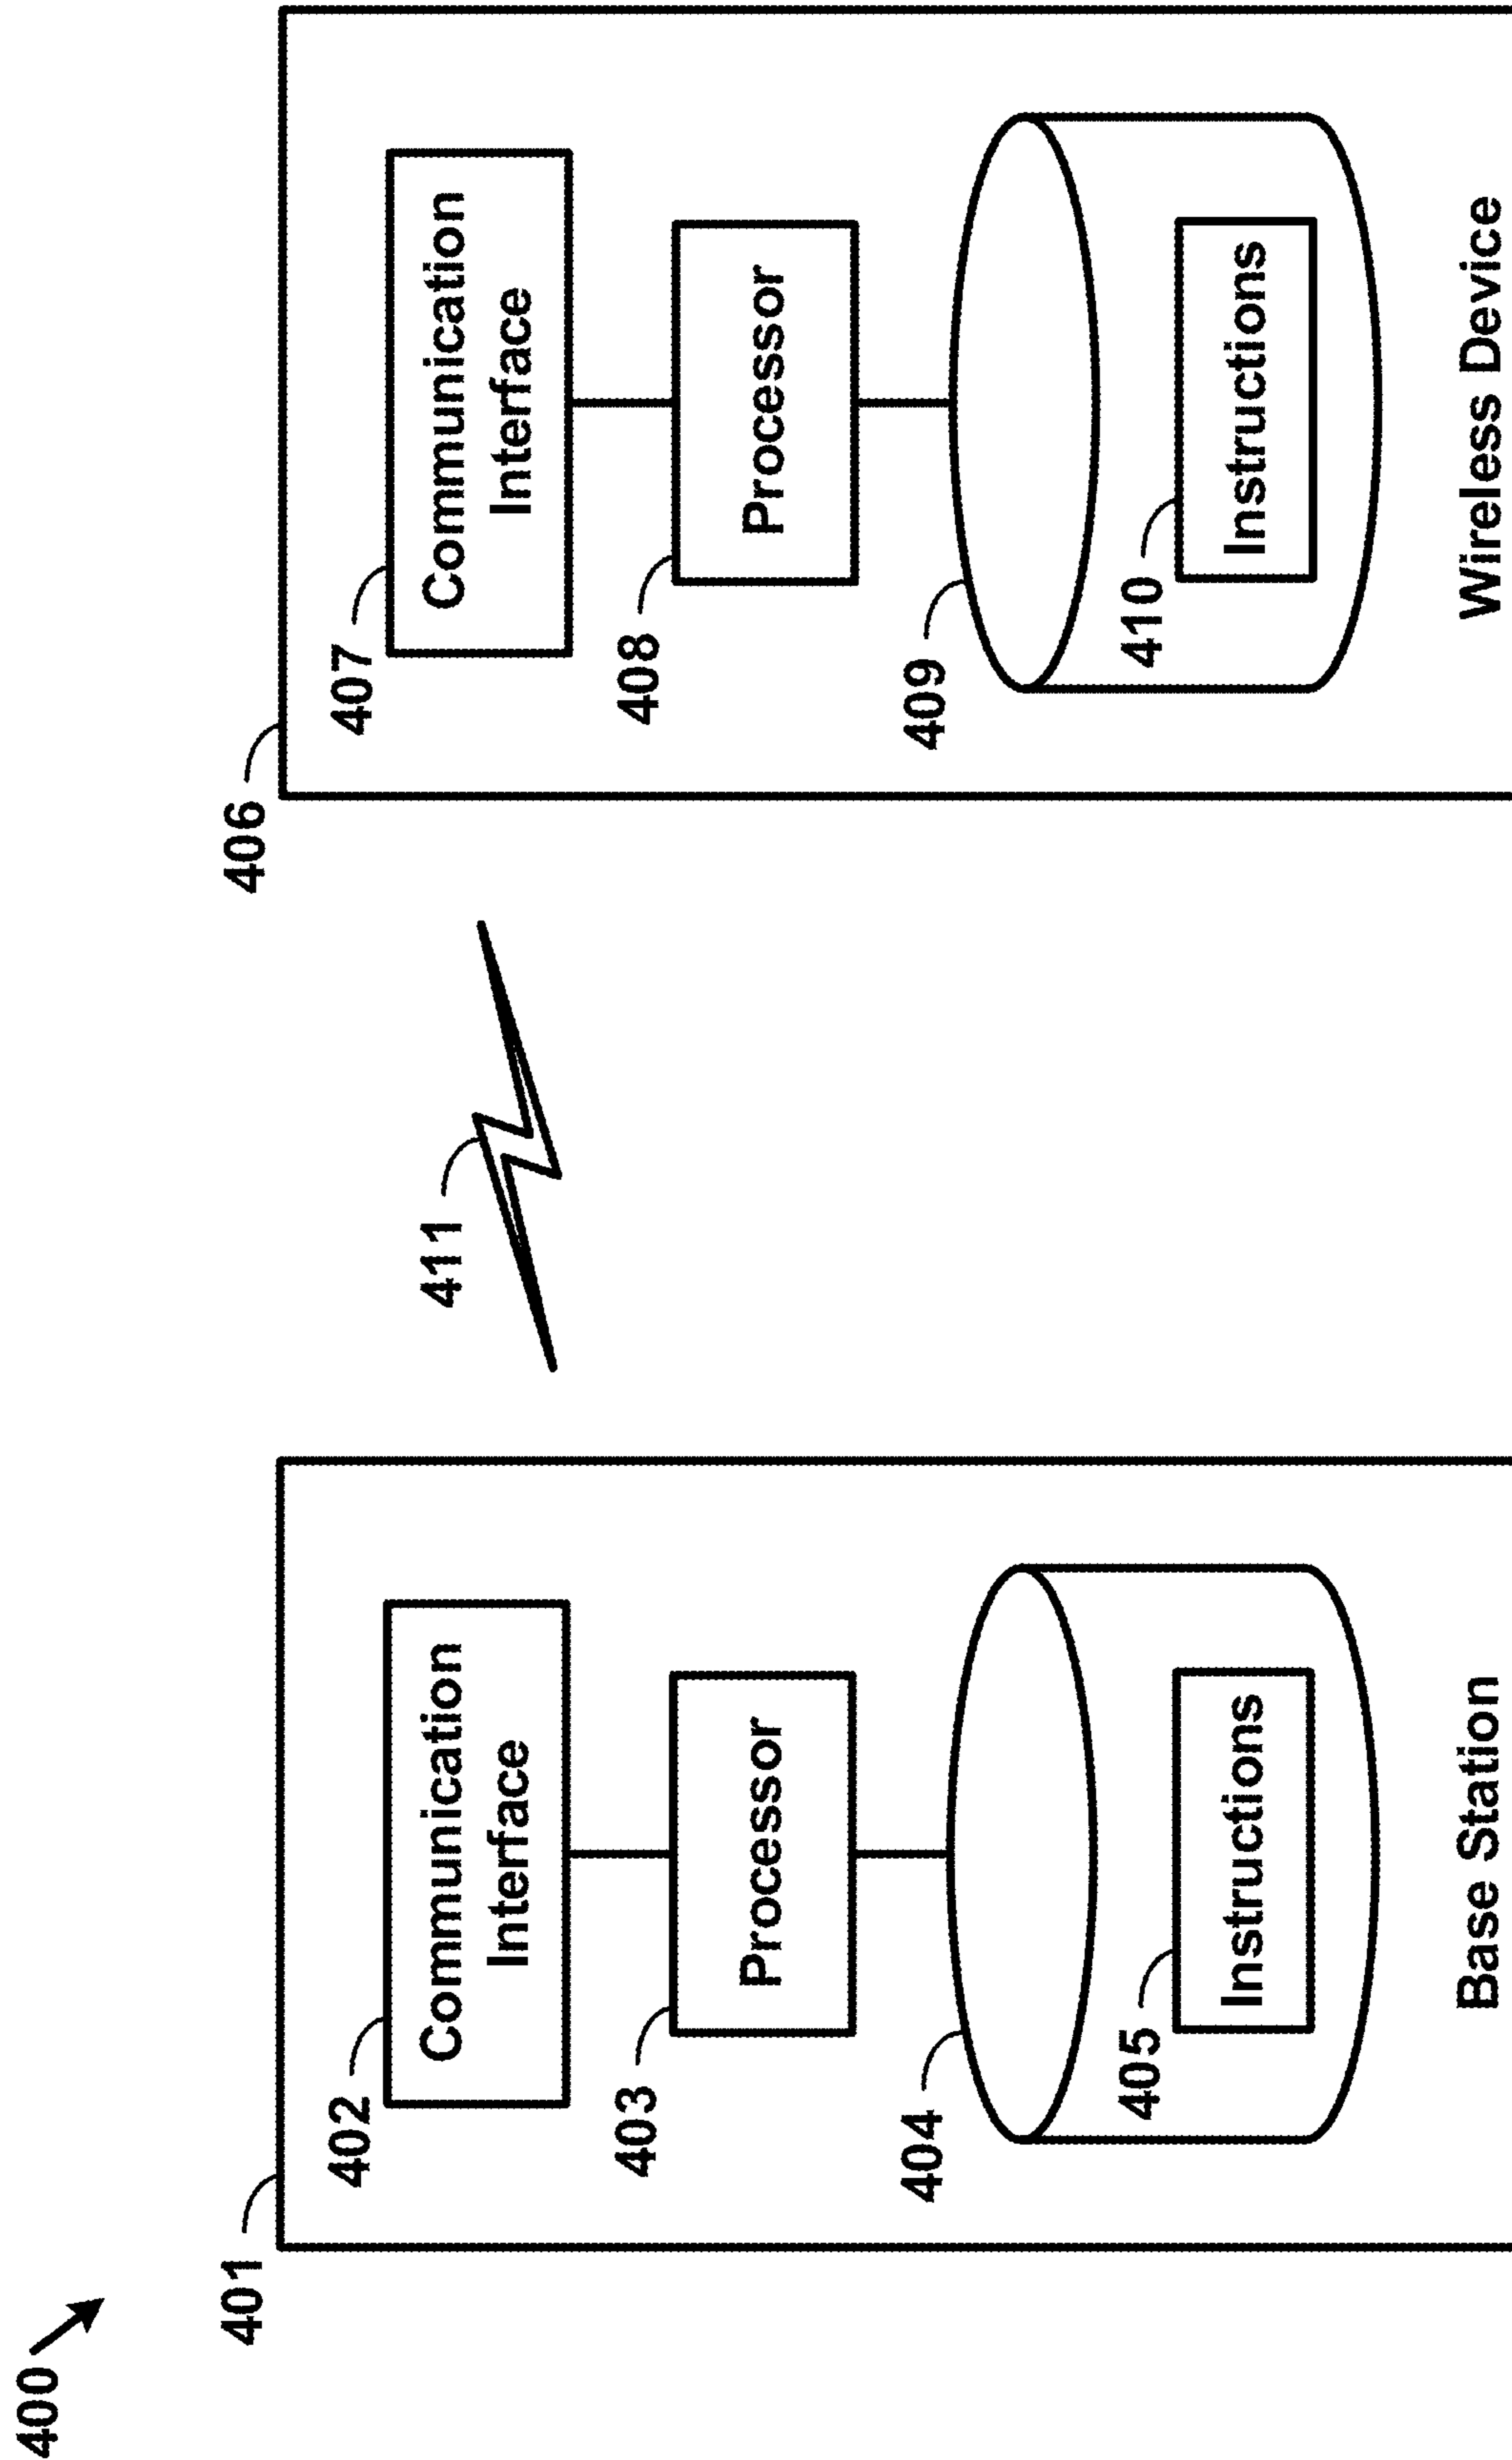 400
401
402
Communication
Interface
403
Processor
404
405
Instructions
Base Station
411
406
407
Communication
Interface
408
Processor
409
410
Instructions
Wireless Device